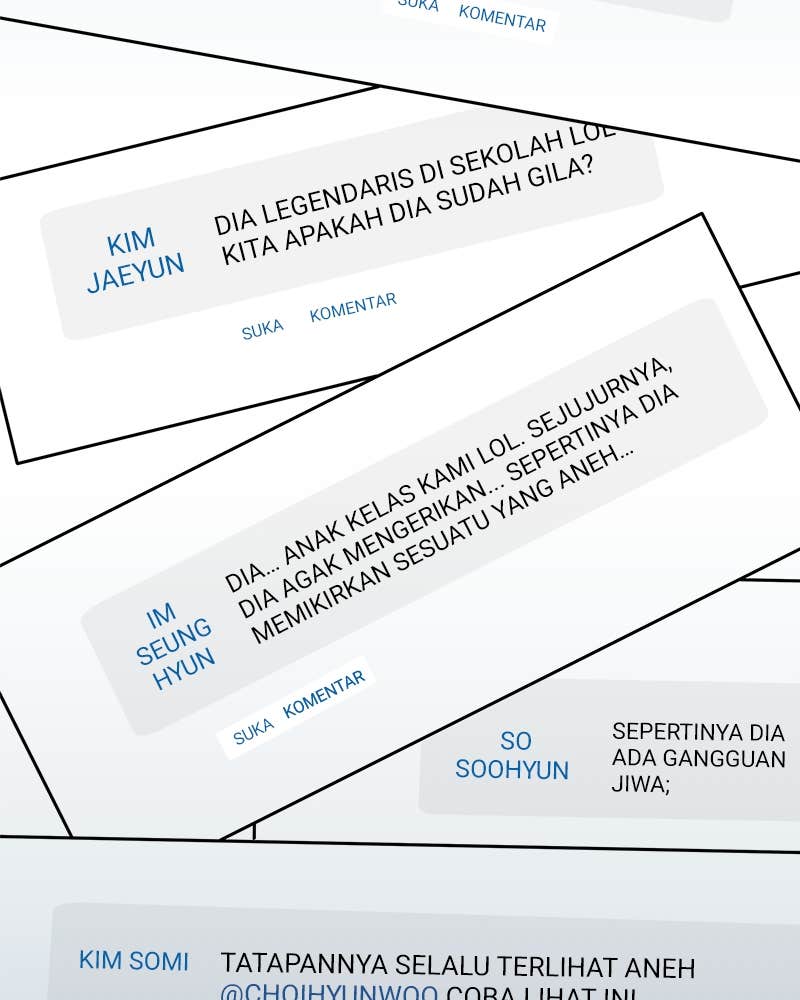 SUKA KOMENTAR
KIM
JAEYUN
DIA LEGENDARIS DI SEKOLAH LOL
KITA APAKAH DIA SUDAH GILA?
SUKA KOMENTAR
IM
SEUNG
HYUN
DIA... ANAK KELAS KAMI LOL. SEJUJURNYA,
DIA AGAK MENGERIKAN... SEPERTINYA DIA
MEMIKIRKAN SESUATU YANG ANEH...
SUKA KOMENTAR
SO
SOOHYUN
SEPERTINYA DIA
ADA GANGGUAN
JIWA;
KIM SOMI
TATAPANNYA SELALU TERLIHAT ANEH
@CHOIHYUNWOO COBA LIHAT INI